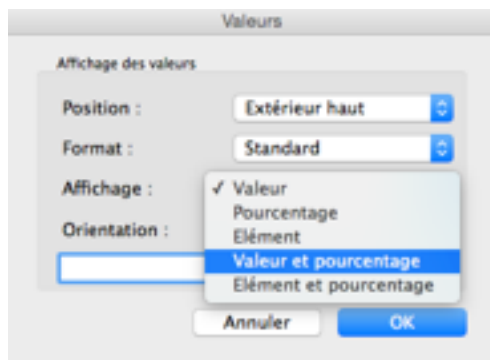 Valeurs
Affichage des valeurs
Position : Extérieur haut
Format : Standard
Affichage : ✓ Valeur
Pourcentage
Elément
Orientation :
Valeur et pourcentage
Elément et pourcentage
Annuler OK